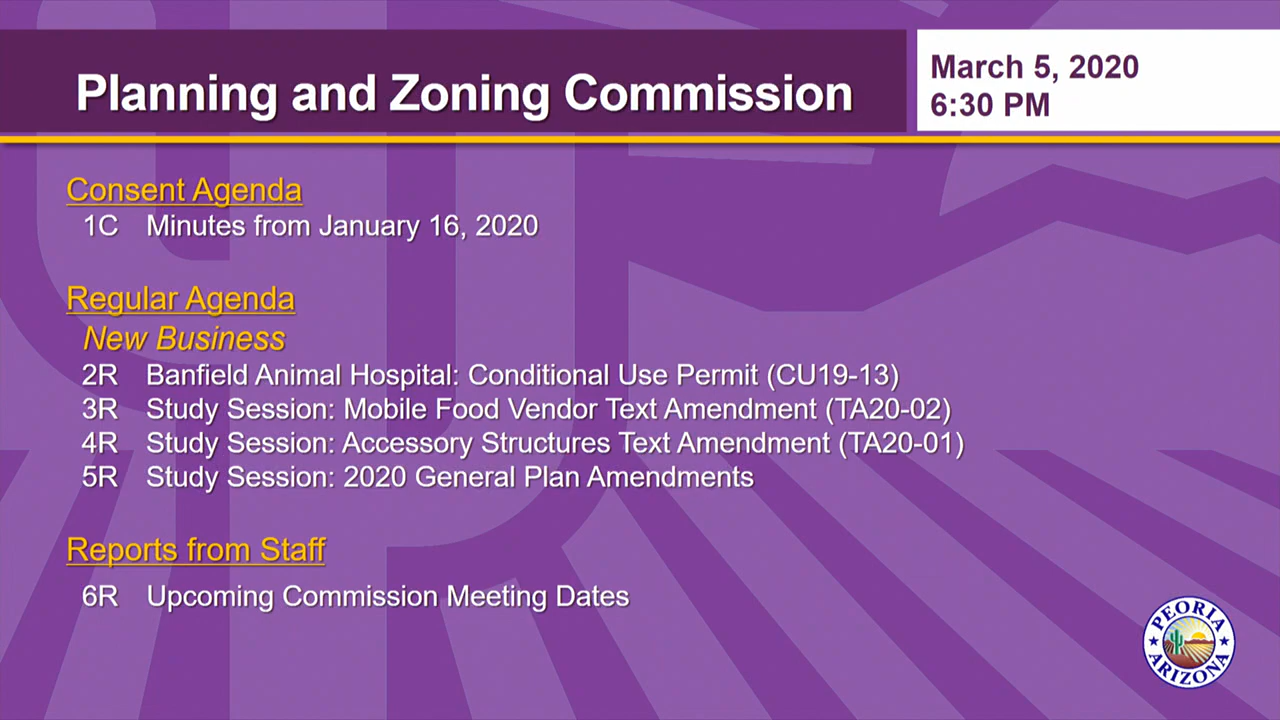 Planning and Zoning Commission
March 5, 2020
6:30 PM
Consent Agenda
1C Minutes from January 16, 2020
Regular Agenda
New Business
2R Banfield Animal Hospital: Conditional Use Permit (CU19-13)
3R Study Session: Mobile Food Vendor Text Amendment (TA20-02)
4R Study Session: Accessory Structures Text Amendment (TA20-01)
5R Study Session: 2020 General Plan Amendments
Reports from Staff
6R Upcoming Commission Meeting Dates
PEORIA
ARIZONA